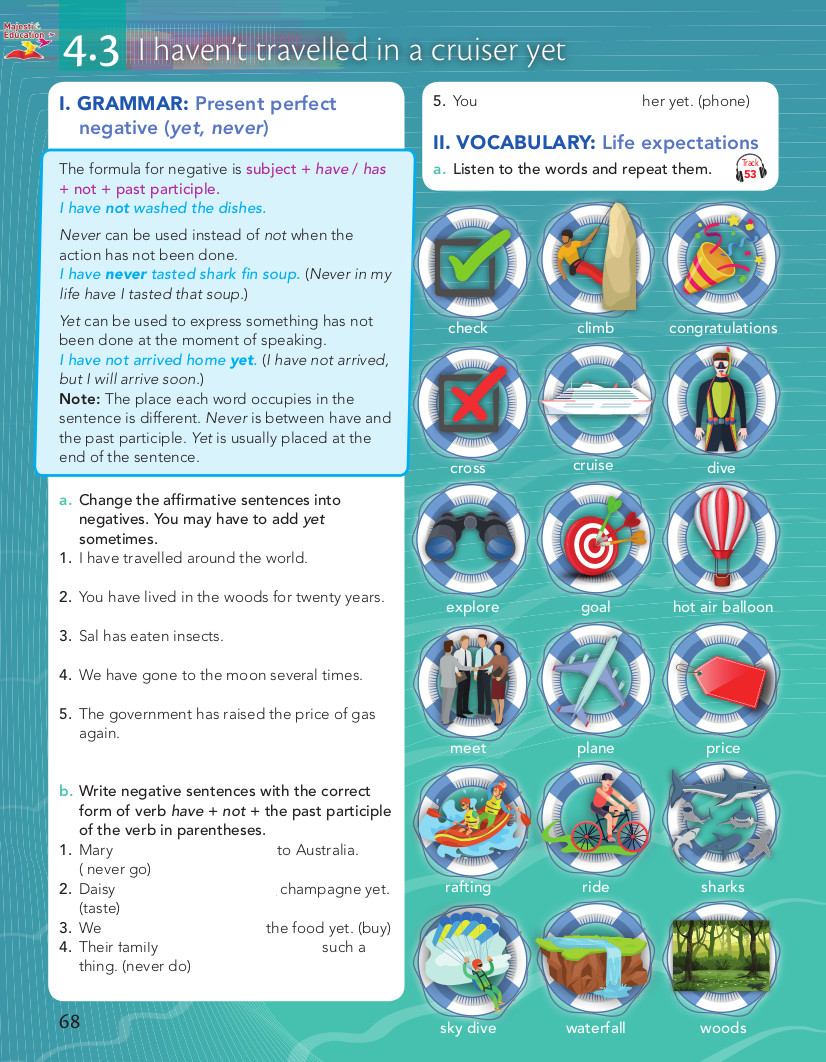 Majestic Education
4.3 I haven't travelled in a cruiser yet
I. GRAMMAR: Present perfect
negative (yet, never)
The formula for negative is subject + have / has
+ not + past participle.
I have not washed the dishes.
Never can be used instead of not when the
action has not been done.
I have never tasted shark fin soup. (Never in my
life have I tasted that soup.)
Yet can be used to express something has not
been done at the moment of speaking.
I have not arrived home yet. (I have not arrived,
but I will arrive soon.)
Note: The place each word occupies in the
sentence is different. Never is between have and
the past participle. Yet is usually placed at the
end of the sentence.
a. Change the affirmative sentences into
negatives. You may have to add yet
sometimes.
1. I have travelled around the world.
2. You have lived in the woods for twenty years.
3. Sal has eaten insects.
4. We have gone to the moon several times.
5. The government has raised the price of gas
again.
b. Write negative sentences with the correct
form of verb have + not + the past participle
of the verb in parentheses.
1. Mary to Australia.
( never go)
2. Daisy champagne yet.
(taste)
3. We the food yet. (buy)
4. Their family such a
thing. (never do)
68
5. You her yet. (phone)
II. VOCABULARY: Life expectations
a. Listen to the words and repeat them.
Track
53
check climb congratulations
cross cruise dive
explore goal hot air balloon
meet plane price
rafting ride sharks
sky dive waterfall woods